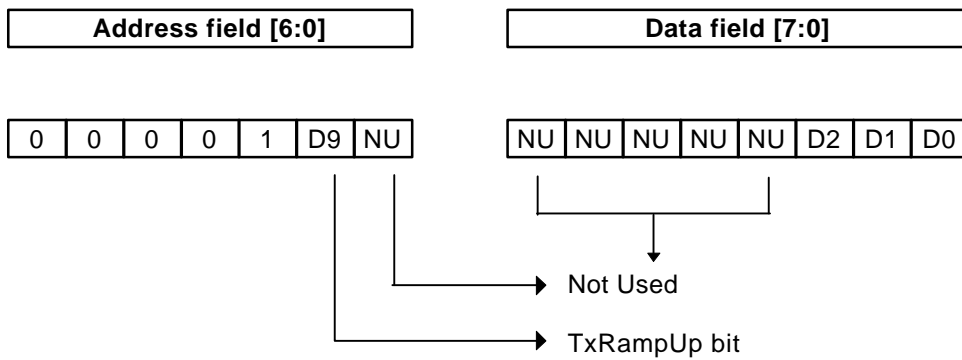 Address field [6:0] Data field [7:0]
0 0 0 0 1 D9 NU NU NU NU NU NU D2 D1 D0
Not Used
TxRampUp bit